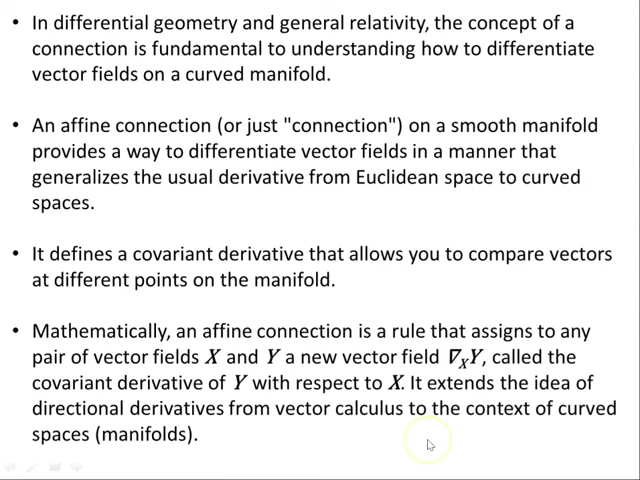 • In differential geometry and general relativity, the concept of a
connection is fundamental to understanding how to differentiate
vector fields on a curved manifold.
• An affine connection (or just "connection") on a smooth manifold
provides a way to differentiate vector fields in a manner that
generalizes the usual derivative from Euclidean space to curved
spaces.
• It defines a covariant derivative that allows you to compare vectors
at different points on the manifold.
• Mathematically, an affine connection is a rule that assigns to any
pair of vector fields X and Y a new vector field ∇_X Y, called the
covariant derivative of Y with respect to X. It extends the idea of
directional derivatives from vector calculus to the context of curved
spaces (manifolds).